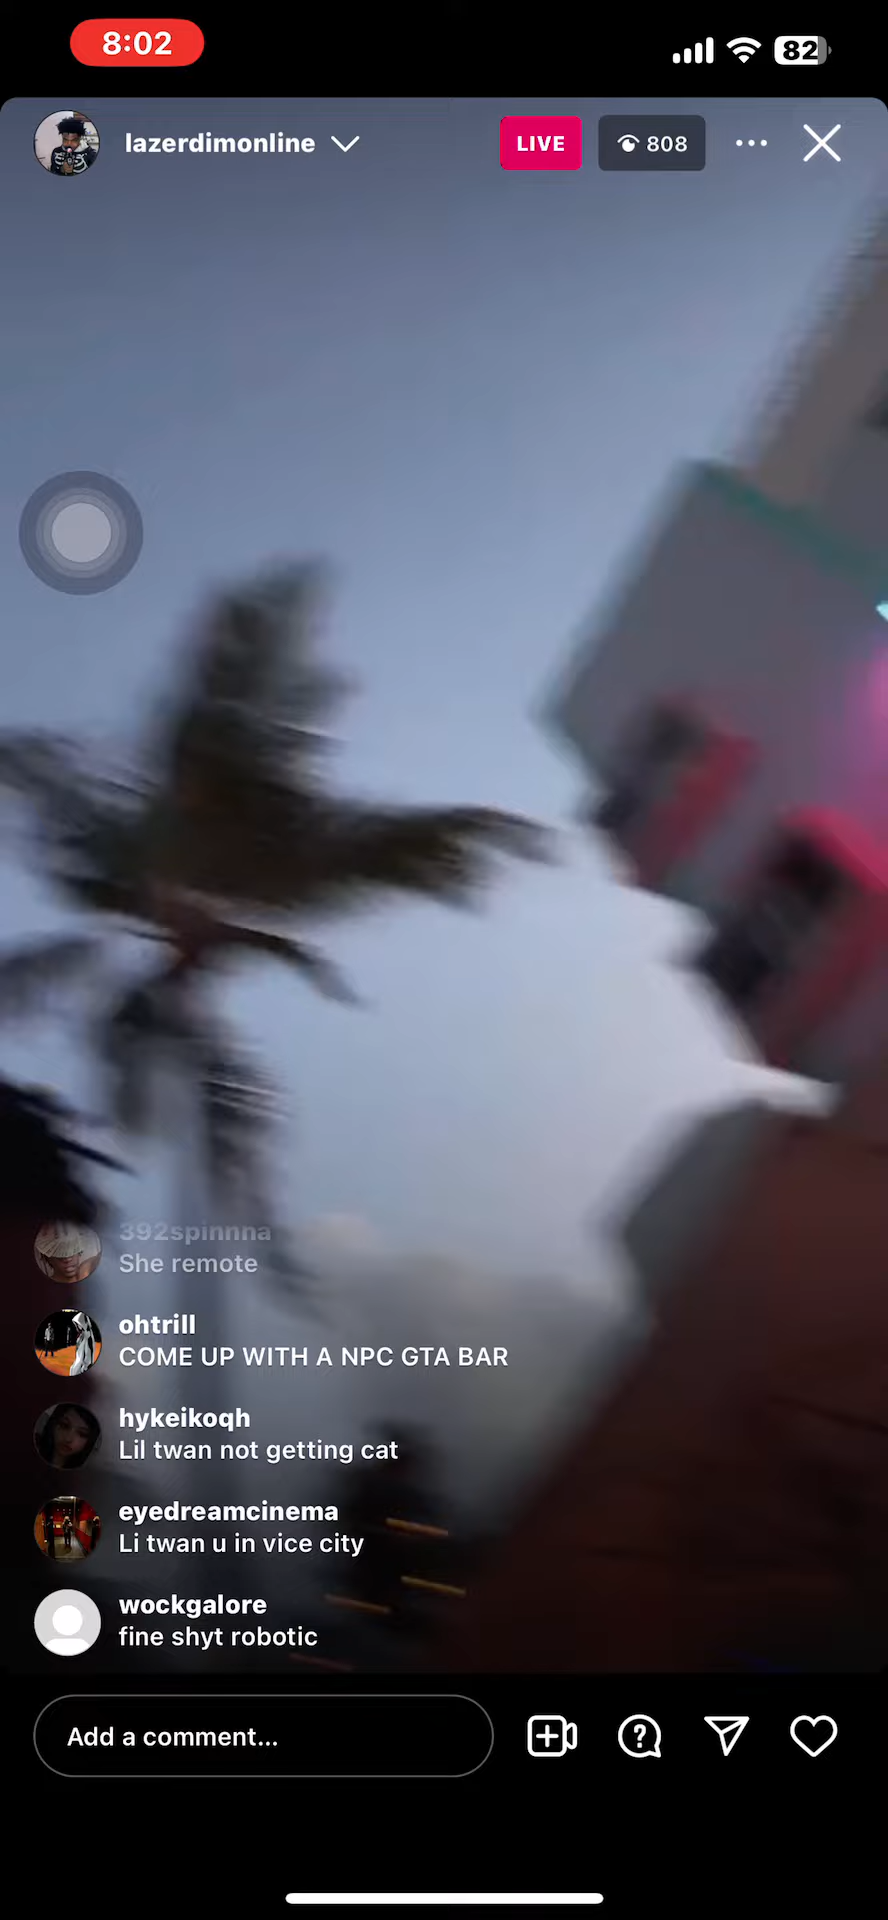 8:02
82
lazerdimonline
LIVE
808
392spinnna
She remote
ohtrill
COME UP WITH A NPC GTA BAR
hykeikoqh
Lil twan not getting cat
eyedreamcinema
Li twan u in vice city
wockgalore
fine shyt robotic
Add a comment...